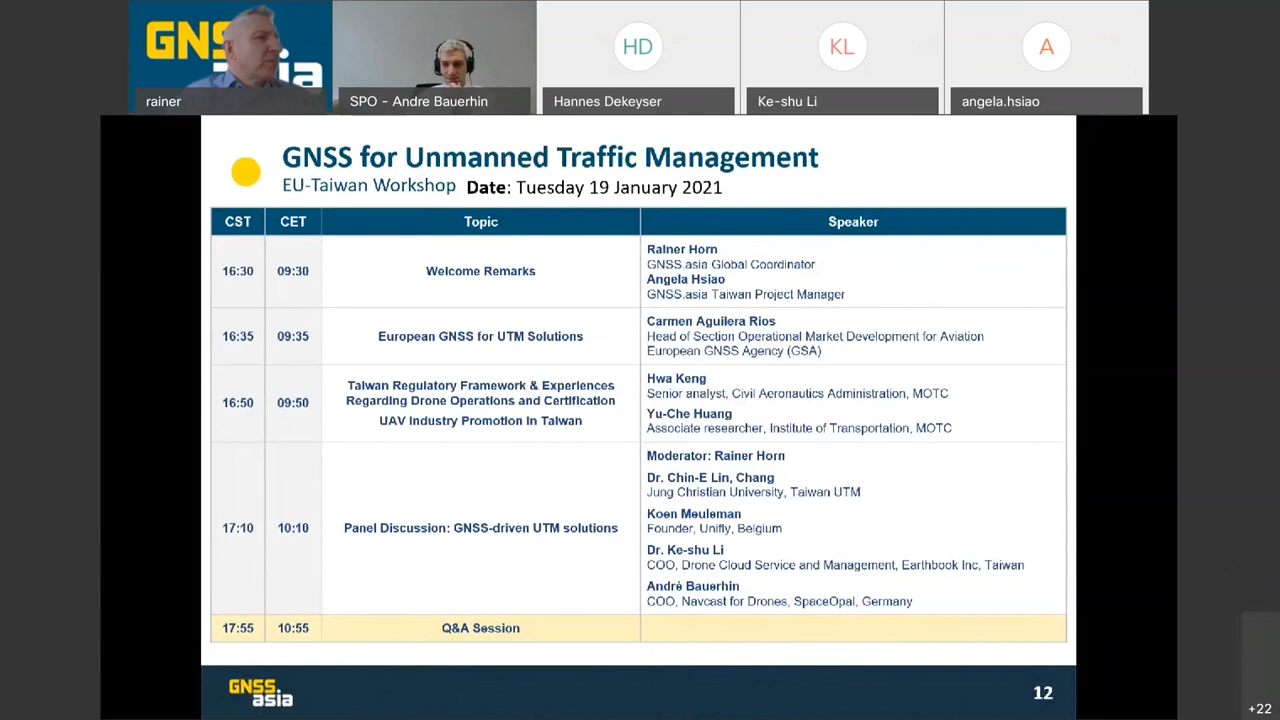 GNSS
.asia
rainer
SPO - Andre Bauerhin
HD
Hannes Dekeyser
KL
Ke-shu Li
A
angela.hsiao
GNSS for Unmanned Traffic Management
EU-Taiwan Workshop Date: Tuesday 19 January 2021
CST CET Topic Speaker
16:30 09:30 Welcome Remarks
Rainer Horn
GNSS.asia Global Coordinator
Angela Hsiao
GNSS.asia Taiwan Project Manager
16:35 09:35 European GNSS for UTM Solutions
Carmen Aguilera Rios
Head of Section Operational Market Development for Aviation
European GNSS Agency (GSA)
16:50 09:50
Taiwan Regulatory Framework & Experiences
Regarding Drone Operations and Certification
UAV Industry Promotion in Taiwan
Hwa Keng
Senior analyst, Civil Aeronautics Administration, MOTC
Yu-Che Huang
Associate researcher, Institute of Transportation, MOTC
17:10 10:10 Panel Discussion: GNSS-driven UTM solutions
Moderator: Rainer Horn
Dr. Chin-E Lin, Chang
Jung Christian University, Taiwan UTM
Koen Meuleman
Founder, Unifly, Belgium
Dr. Ke-shu Li
COO, Drone Cloud Service and Management, Earthbook Inc, Taiwan
Andrè Bauerhin
COO, Navcast for Drones, SpaceOpal, Germany
17:55 10:55 Q&A Session
GNSS
.asia
12
+22